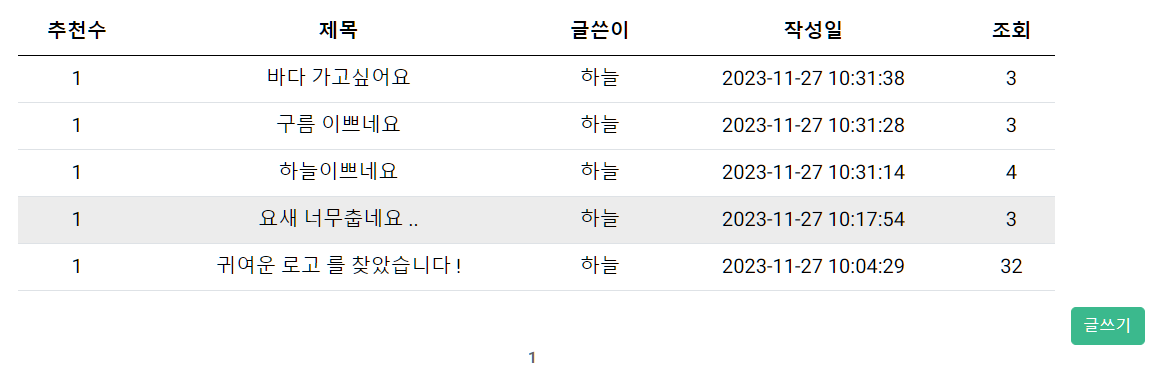 추천수 제목 글쓴이 작성일 조회
1 바다 가고싶어요 하늘 2023-11-27 10:31:38 3
1 구름 이쁘네요 하늘 2023-11-27 10:31:28 3
1 하늘이쁘네요 하늘 2023-11-27 10:31:14 4
1 요새 너무춥네요 .. 하늘 2023-11-27 10:17:54 3
1 귀여운 로고 를 찾았습니다 ! 하늘 2023-11-27 10:04:29 32
글쓰기
1